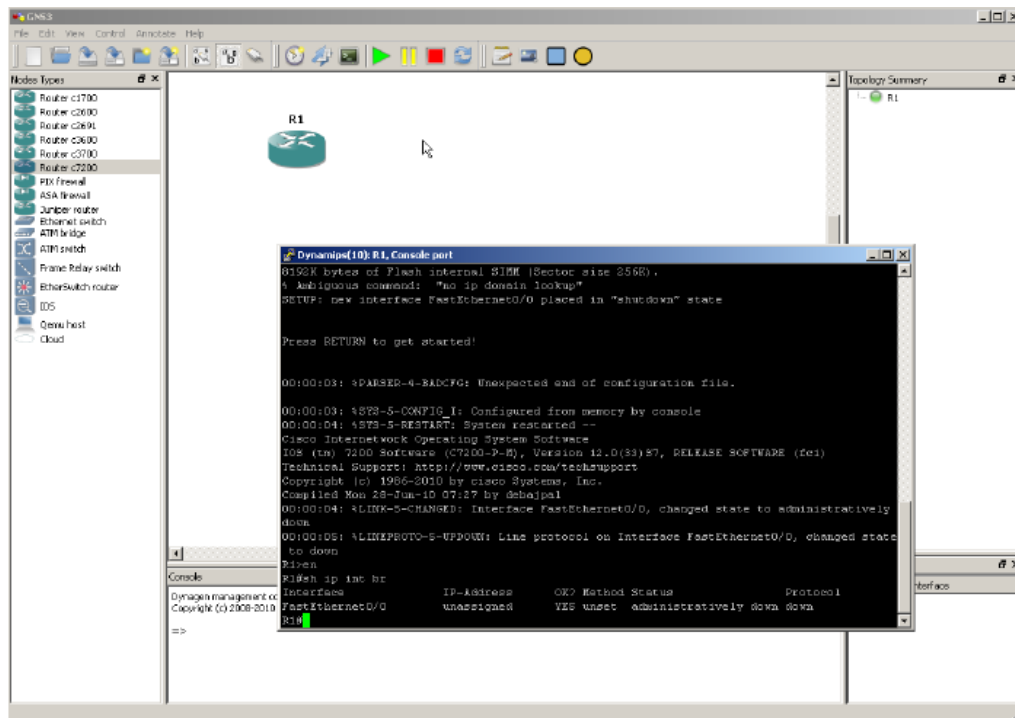 GNS3
File Edit View Control Annotate Help
Nodes Types
Topology Summary
Router c1700
Router c2600
Router c2691
Router c3600
Router c3700
Router c7200
PIX firewall
ASA firewall
Juniper router
Ethernet switch
ATM bridge
ATM switch
Frame Relay switch
EtherSwitch router
IDS
Qemu host
Cloud
R1
R1
Dynamips(10): R1, Console port
8192K bytes of Flash internal SIMM (Sector size 256K).
% Ambiguous command: "no ip domain lookup"
SETUP: new interface FastEthernet0/0 placed in "shutdown" state
Press RETURN to get started!
00:00:03: %PARSER-4-BADCFG: Unexpected end of configuration file.
00:00:03: %SYS-5-CONFIG_I: Configured from memory by console
00:00:04: %SYS-5-RESTART: System restarted --
Cisco Internetwork Operating System Software
IOS (tm) 7200 Software (C7200-P-M), Version 12.0(33)S7, RELEASE SOFTWARE (fc1)
Technical Support: http://www.cisco.com/techsupport
Copyright (c) 1986-2010 by cisco Systems, Inc.
Compiled Mon 28-Jun-10 07:27 by debajpal
00:00:04: %LINK-5-CHANGED: Interface FastEthernet0/0, changed state to administratively
down
00:00:05: %LINEPROTO-5-UPDOWN: Line protocol on Interface FastEthernet0/0, changed state
to down
R1>en
R1#sh ip int br
Interface IP-Address OK? Method Status Protocol
FastEthernet0/0 unassigned YES unset administratively down down
R1#
Console
Dynagen management co
Copyright (c) 2008-2010
=>
nterface